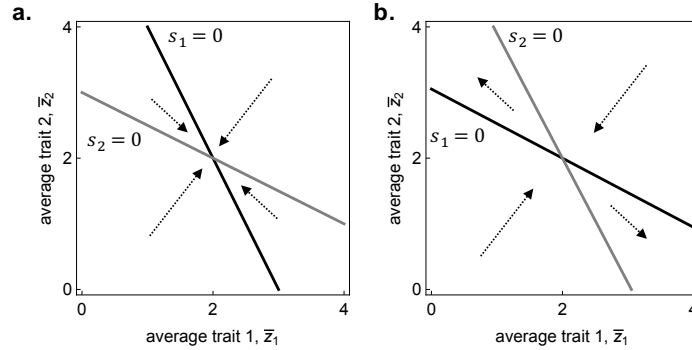 a.
4
2
0
0
2
4
s₁ = 0
s₂ = 0
average trait 2, z̅₂
average trait 1, z̅₁
b.
4
2
0
0
2
4
s₂ = 0
s₁ = 0
average trait 2, z̅₂
average trait 1, z̅₁